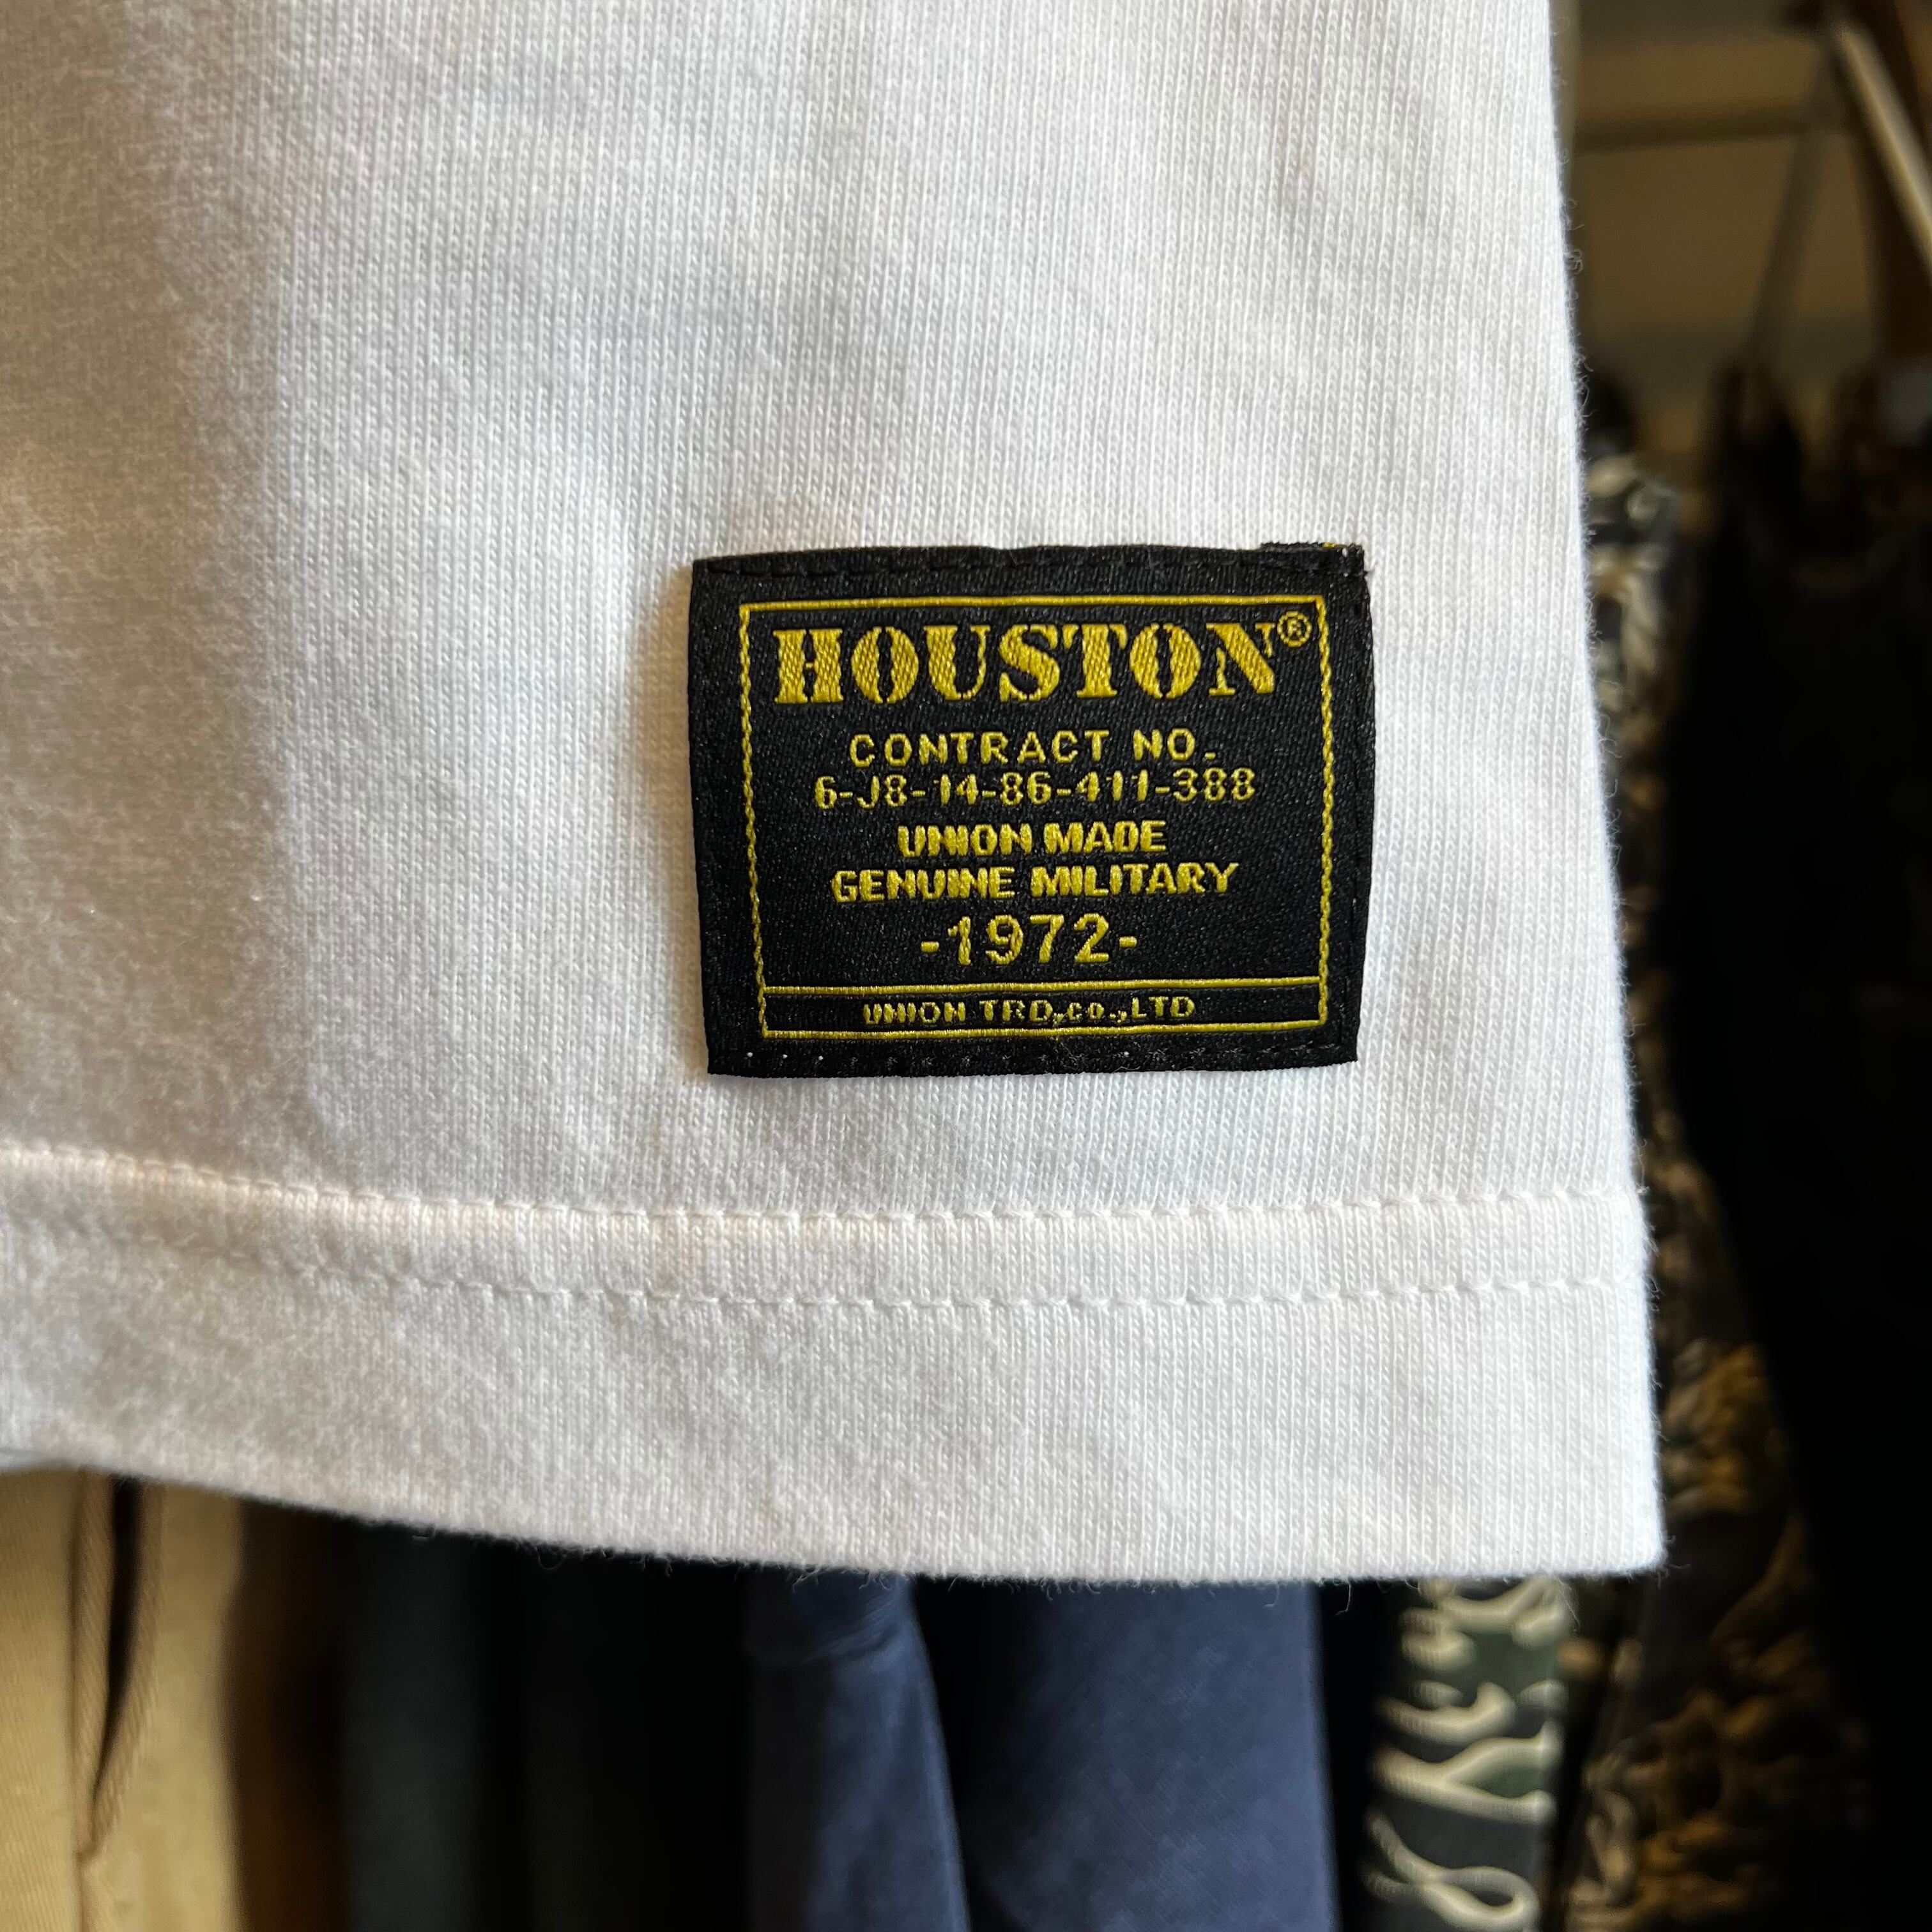 HOUSTON®
CONTRACT NO.
6-J8-14-86-411-388
UNION MADE
GENUINE MILITARY
-1972-
UNION TRD,co.,LTD